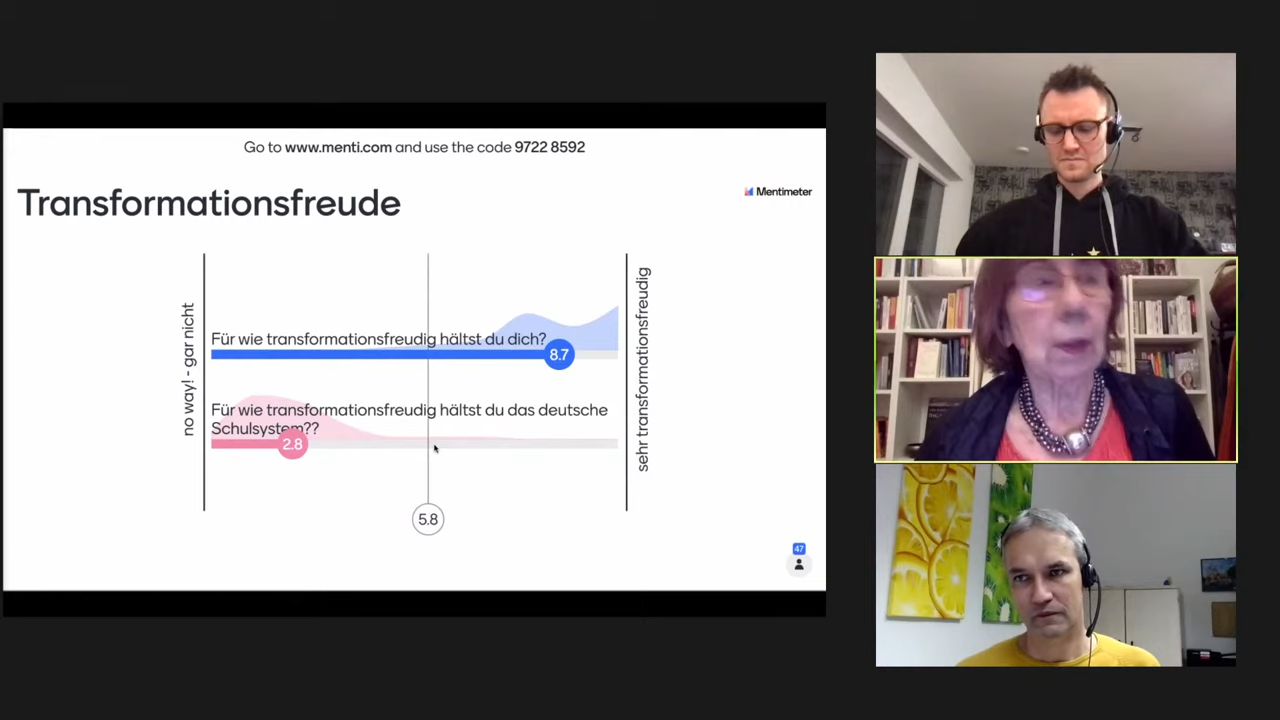 Go to www.menti.com and use the code 9722 8592
Transformationsfreude
Mentimeter
no way! - gar nicht
Für wie transformationsfreudig hältst du dich?
8.7
Für wie transformationsfreudig hältst du das deutsche
Schulsystem??
2.8
sehr transformationsfreudig
5.8
47